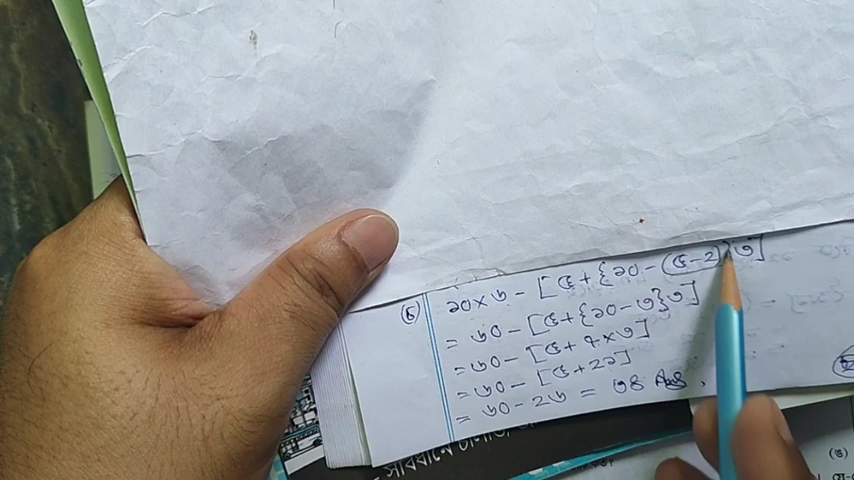 ১০×৬ - [৫+{১০-(৫-২)}৩]
= ৬০ - [৫+{১০-৩}৩]
= ৬০ - [৫+৭×৩]
= ৬০ - [৫+২১]
= ৬০ - ২৬ = ৩৪ Ans.
সাবধানে